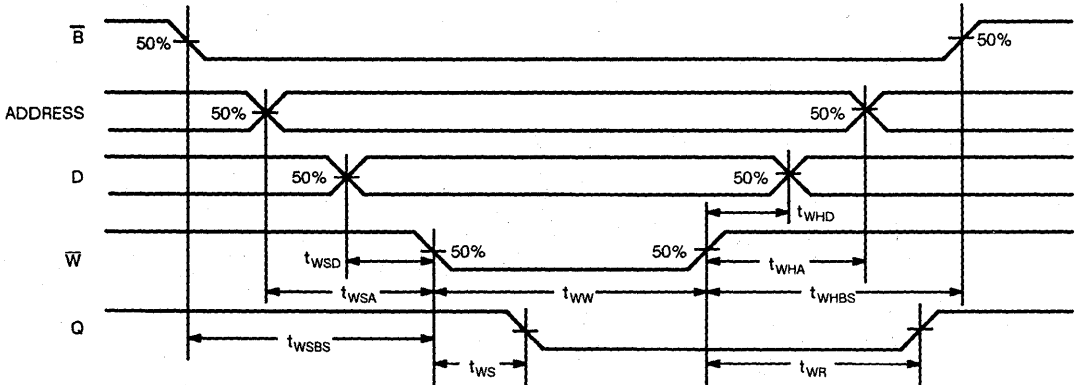 B̅
50%
50%
ADDRESS
50%
50%
D
50%
50%
tWHD
W̅
50%
50%
tWSD
tWHA
tWSA
tWW
tWHBS
Q
tWSBS
tWS
tWR